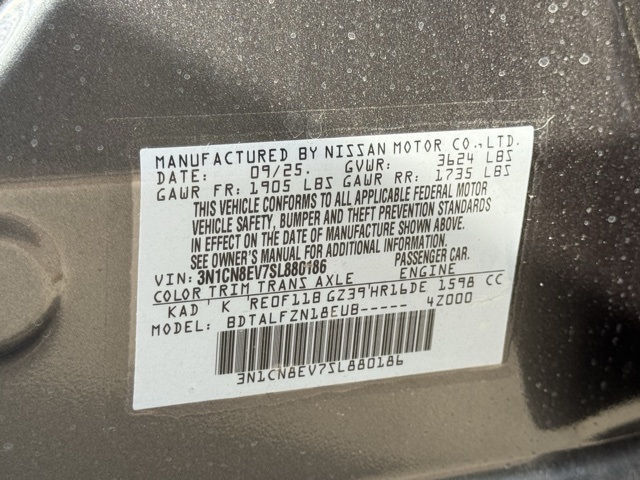 MANUFACTURED BY NISSAN MOTOR CO.,LTD.
DATE: 09/25. GVWR: 3624 LBS
GAWR FR: 1905 LBS GAWR RR: 1735 LBS
THIS VEHICLE CONFORMS TO ALL APPLICABLE FEDERAL MOTOR
VEHICLE SAFETY, BUMPER AND THEFT PREVENTION STANDARDS
IN EFFECT ON THE DATE OF MANUFACTURE SHOWN ABOVE.
SEE OWNER'S MANUAL FOR ADDITIONAL INFORMATION.
VIN: 3N1CN8EV7SL880186 PASSENGER CAR.
COLOR TRIM TRANS AXLE ENGINE
KAD K RE0F11B GZ39 HR16DE 1598 CC
MODEL: BDTALFZN18EUB----- 4Z000
3N1CN8EV7SL880186